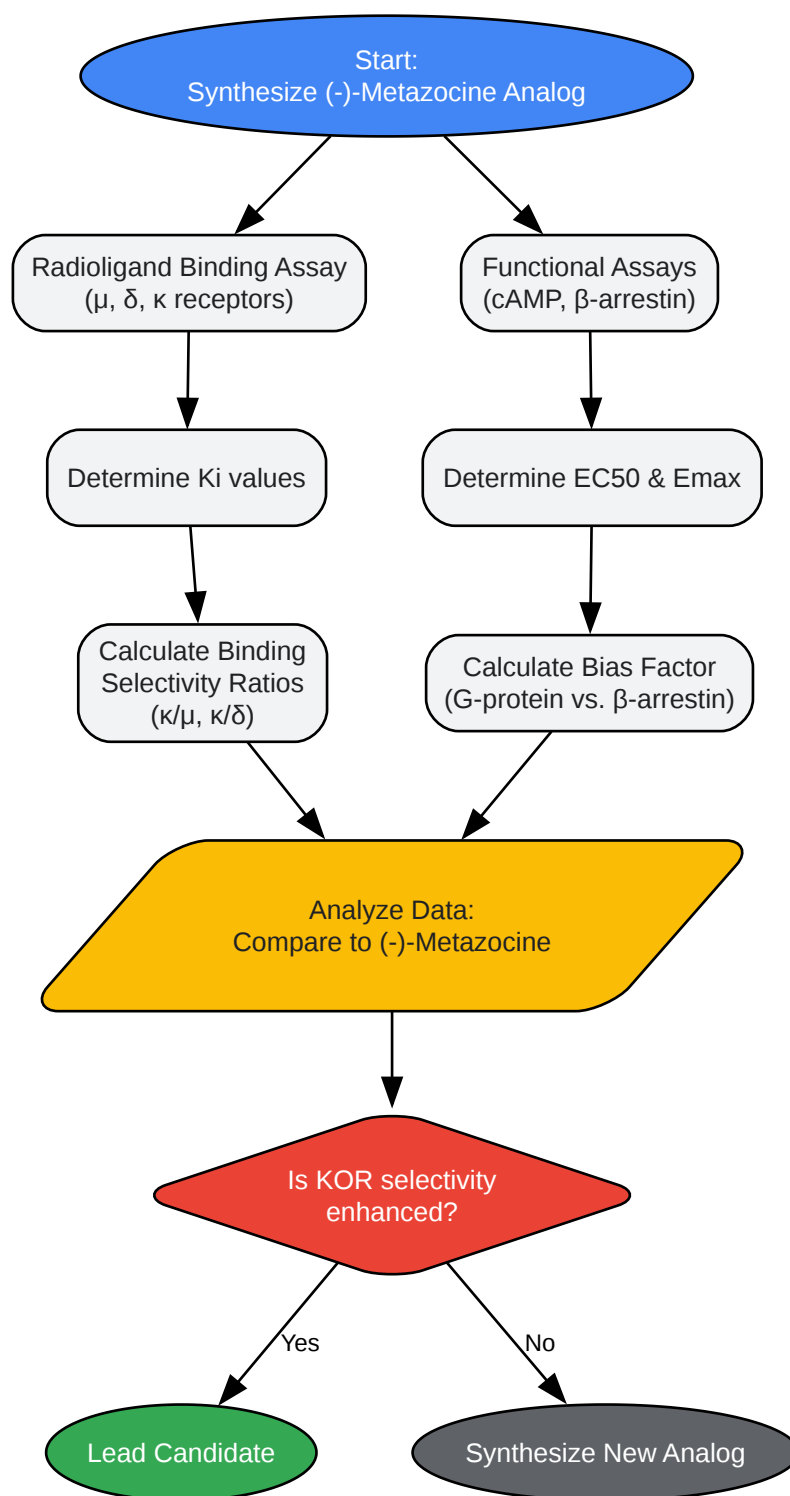 Start:
Synthesize (-)-Metazocine Analog
Radioligand Binding Assay
(μ, δ, κ receptors)
Functional Assays
(cAMP, β-arrestin)
Determine Ki values
Determine EC50 & Emax
Calculate Binding
Selectivity Ratios
(κ/μ, κ/δ)
Calculate Bias Factor
(G-protein vs. β-arrestin)
Analyze Data:
Compare to (-)-Metazocine
Is KOR selectivity
enhanced?
Yes
No
Lead Candidate
Synthesize New Analog